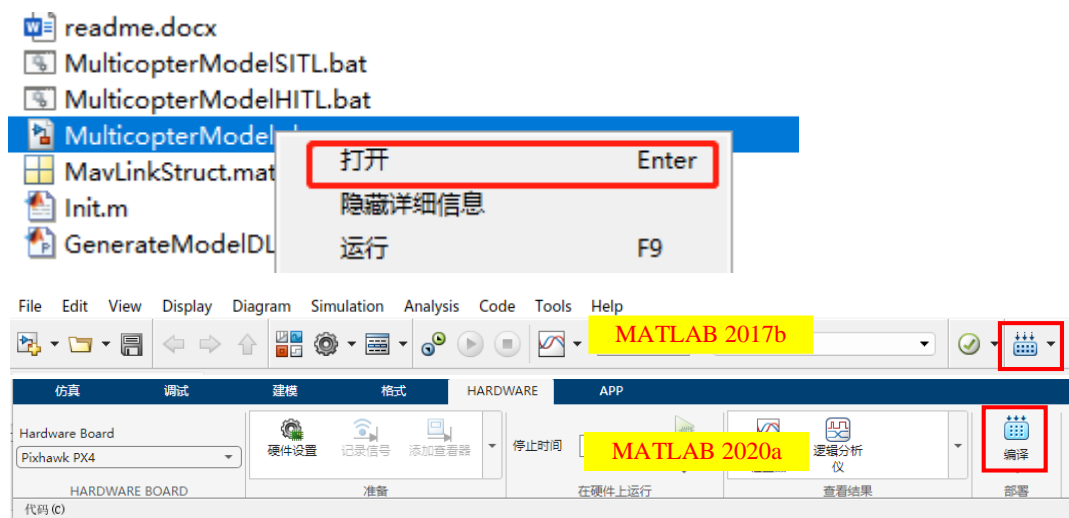 readme.docx
MulticopterModelSITL.bat
MulticopterModelHITL.bat
MulticopterModel
打开 Enter
MavLinkStruct.mat
隐藏详细信息
Init.m
GenerateModelDL
运行 F9
File Edit View Display Diagram Simulation Analysis Code Tools Help
MATLAB 2017b
仿真 调试 建模 格式 HARDWARE APP
Hardware Board
Pixhawk PX4
硬件设置 记录信号 添加查看器 停止时间
MATLAB 2020a
逻辑分析
仪
编译
HARDWARE BOARD 准备 在硬件上运行 查看结果 部署
代码 (C)